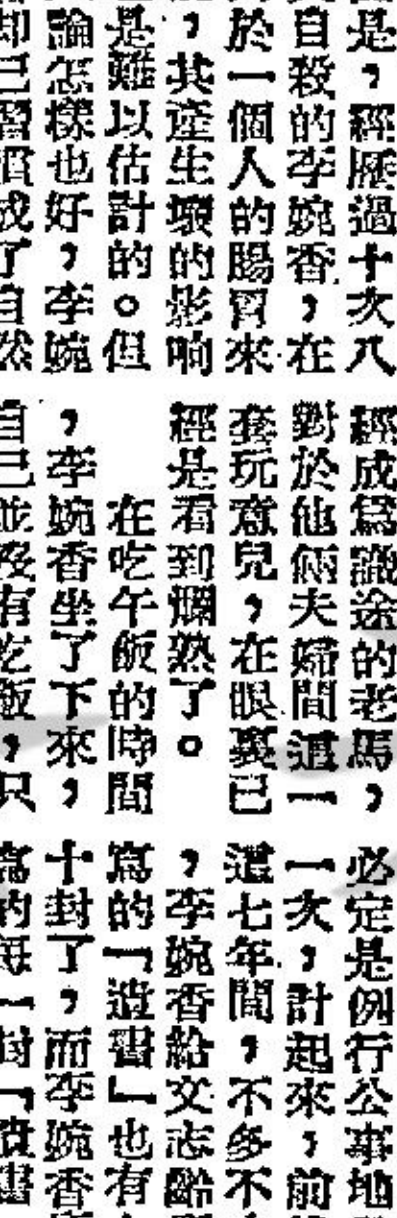 是，經歷過十次八
自殺的李婉香，在
於一個人的腸胃來
，其產生壞的影响
是難以估計的。但
論怎樣也好，李婉
却已習慣成了自然
經成爲識途的老馬，
對於他倆夫婦間這一
套玩意兒，在眼裏已
經是看到爛熟了。
在吃午飯的時間
，李婉香坐了下來，
自己並沒有吃飯，只
必定是例行公事地
一次，計起來，前
這七年間，不多不
，李婉香給文志齡
寫的「遺書」也有
十封了，而李婉香
寫的每一封「遺書